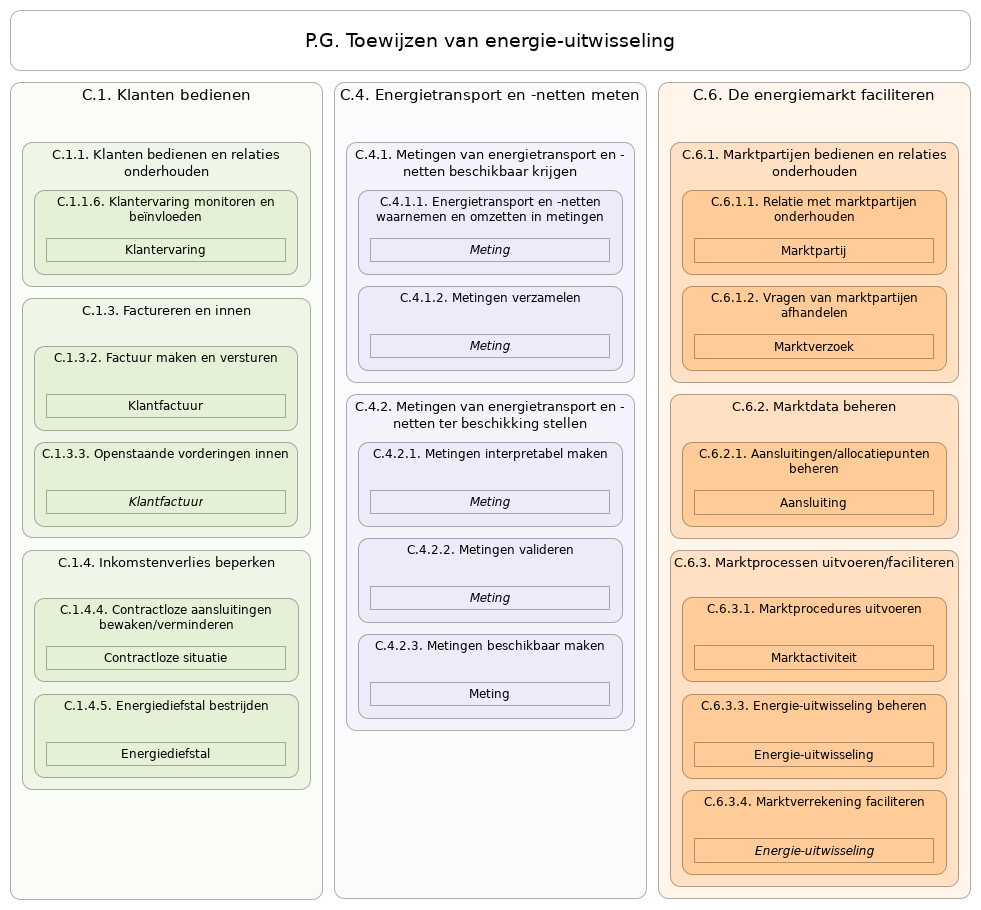 P.G. Toewijzen van energie-uitwisseling
C.1. Klanten bedienen
C.1.1. Klanten bedienen en relaties
onderhouden
C.1.1.6. Klantervaring monitoren en
beïnvloeden
Klantervaring
C.1.3. Factureren en innen
C.1.3.2. Factuur maken en versturen
Klantfactuur
C.1.3.3. Openstaande vorderingen innen
Klantfactuur
C.1.4. Inkomstenverlies beperken
C.1.4.4. Contractloze aansluitingen
bewaken/verminderen
Contractloze situatie
C.1.4.5. Energiediefstal bestrijden
Energiediefstal
C.4. Energietransport en -netten meten
C.4.1. Metingen van energietransport en -
netten beschikbaar krijgen
C.4.1.1. Energietransport en -netten
waarnemen en omzetten in metingen
Meting
C.4.1.2. Metingen verzamelen
Meting
C.4.2. Metingen van energietransport en -
netten ter beschikking stellen
C.4.2.1. Metingen interpretabel maken
Meting
C.4.2.2. Metingen valideren
Meting
C.4.2.3. Metingen beschikbaar maken
Meting
C.6. De energiemarkt faciliteren
C.6.1. Marktpartijen bedienen en relaties
onderhouden
C.6.1.1. Relatie met marktpartijen
onderhouden
Marktpartij
C.6.1.2. Vragen van marktpartijen
afhandelen
Marktverzoek
C.6.2. Marktdata beheren
C.6.2.1. Aansluitingen/allocatiepunten
beheren
Aansluiting
C.6.3. Marktprocessen uitvoeren/faciliteren
C.6.3.1. Marktprocedures uitvoeren
Marktactiviteit
C.6.3.3. Energie-uitwisseling beheren
Energie-uitwisseling
C.6.3.4. Marktverrekening faciliteren
Energie-uitwisseling